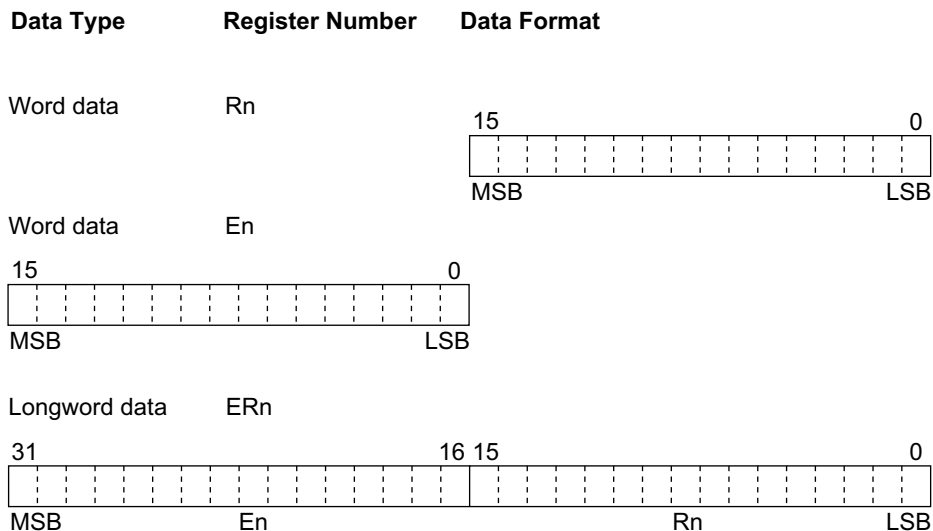 Data Type Register Number Data Format
Word data Rn
15 0
MSB LSB
Word data En
15 0
MSB LSB
Longword data ERn
31 16 15 0
MSB En Rn LSB